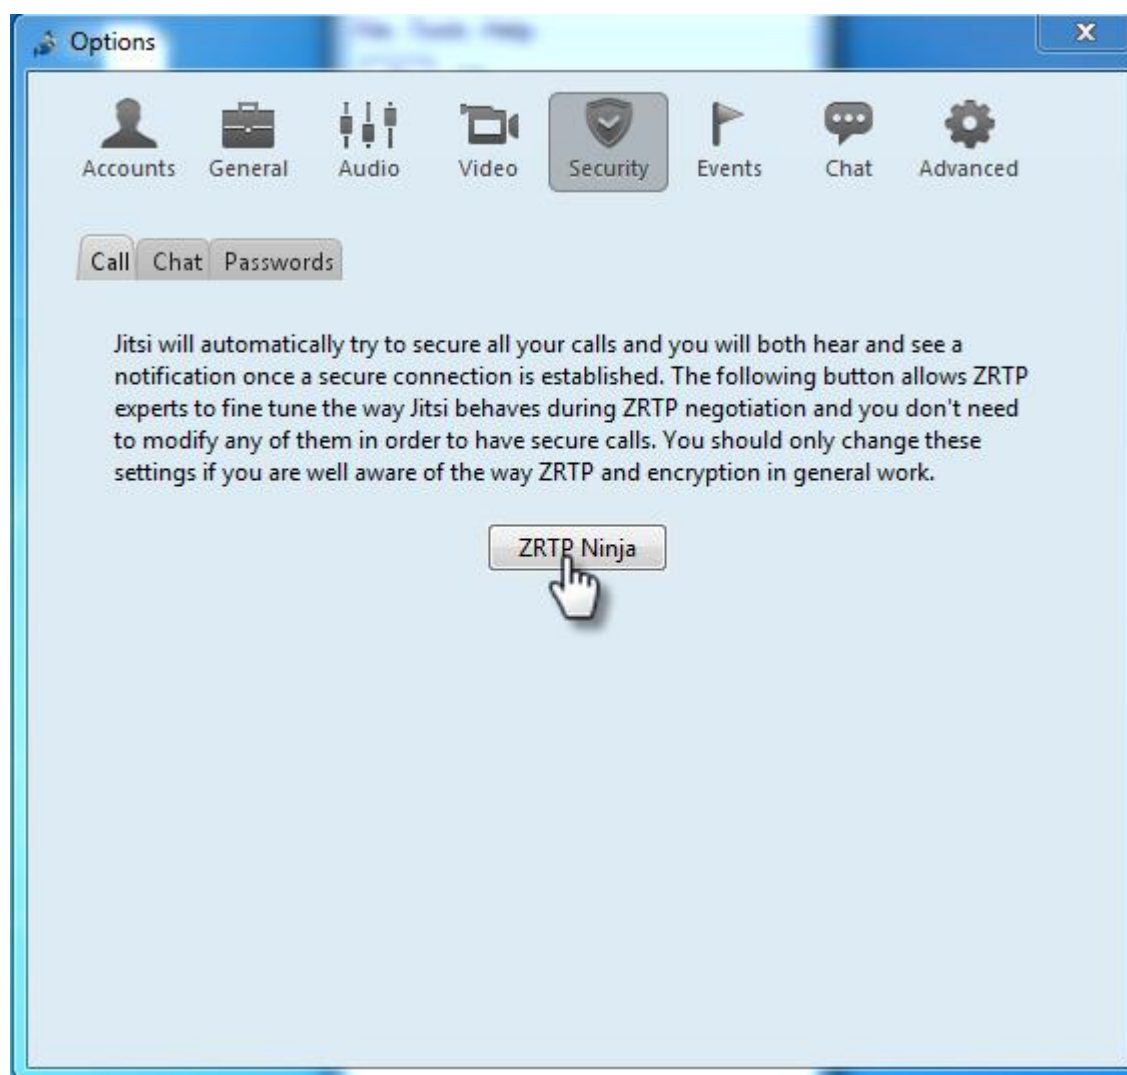 Options
File Tools Help
X
Accounts General Audio Video Security Events Chat Advanced
Call Chat Passwords
Jitsi will automatically try to secure all your calls and you will both hear and see a
notification once a secure connection is established. The following button allows ZRTP
experts to fine tune the way Jitsi behaves during ZRTP negotiation and you don't need
to modify any of them in order to have secure calls. You should only change these
settings if you are well aware of the way ZRTP and encryption in general work.
ZRTP Ninja